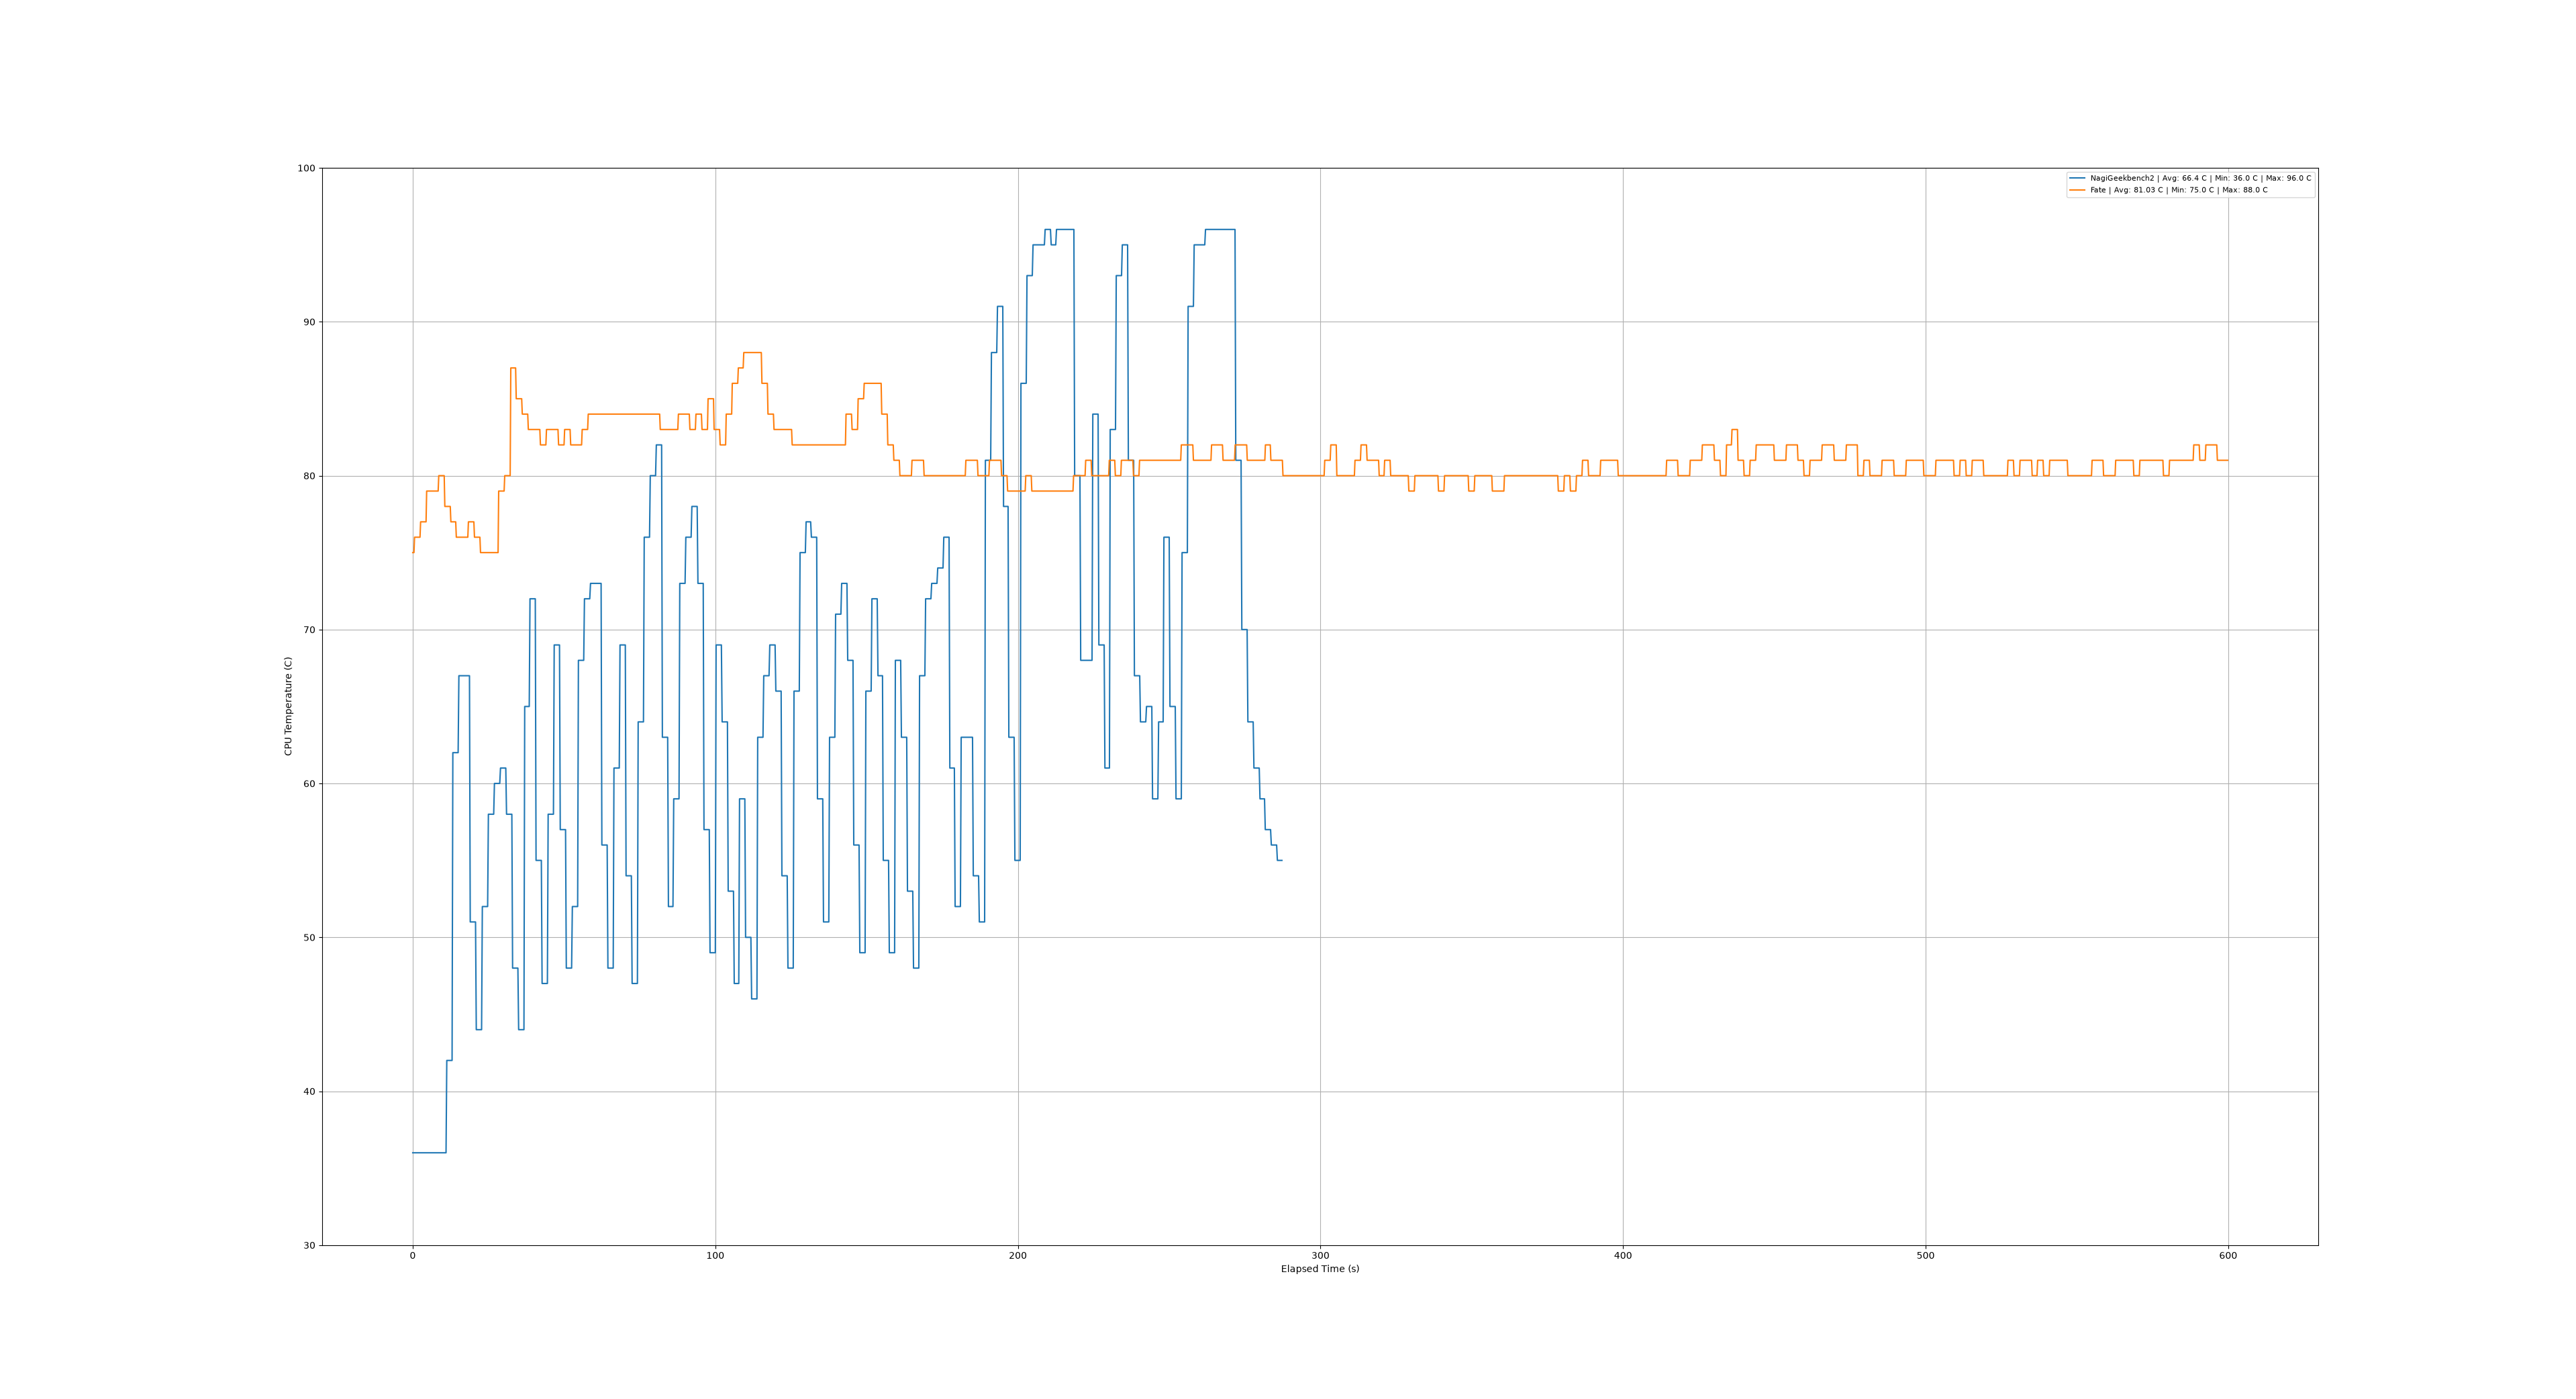 NagiGeekbench2 | Avg: 66.4 C | Min: 36.0 C | Max: 96.0 C
Fate | Avg: 81.03 C | Min: 75.0 C | Max: 88.0 C
100
90
80
70
60
50
40
30
CPU Temperature (C)
0 100 200 300 400 500 600
Elapsed Time (s)